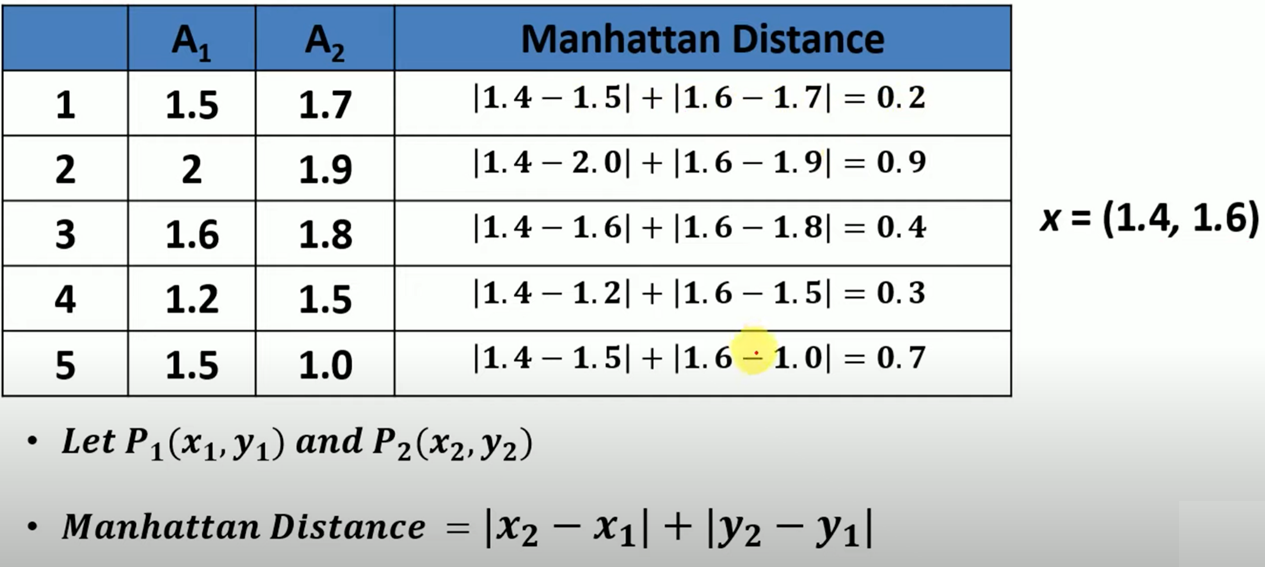 A₁ A₂ Manhattan Distance
1 1.5 1.7 |1.4 − 1.5| + |1.6 − 1.7| = 0.2
2 2 1.9 |1.4 − 2.0| + |1.6 − 1.9| = 0.9
3 1.6 1.8 |1.4 − 1.6| + |1.6 − 1.8| = 0.4
x = (1.4, 1.6)
4 1.2 1.5 |1.4 − 1.2| + |1.6 − 1.5| = 0.3
5 1.5 1.0 |1.4 − 1.5| + |1.6 − 1.0| = 0.7
• Let P₁(x₁, y₁) and P₂(x₂, y₂)
• Manhattan Distance = |x₂ − x₁| + |y₂ − y₁|